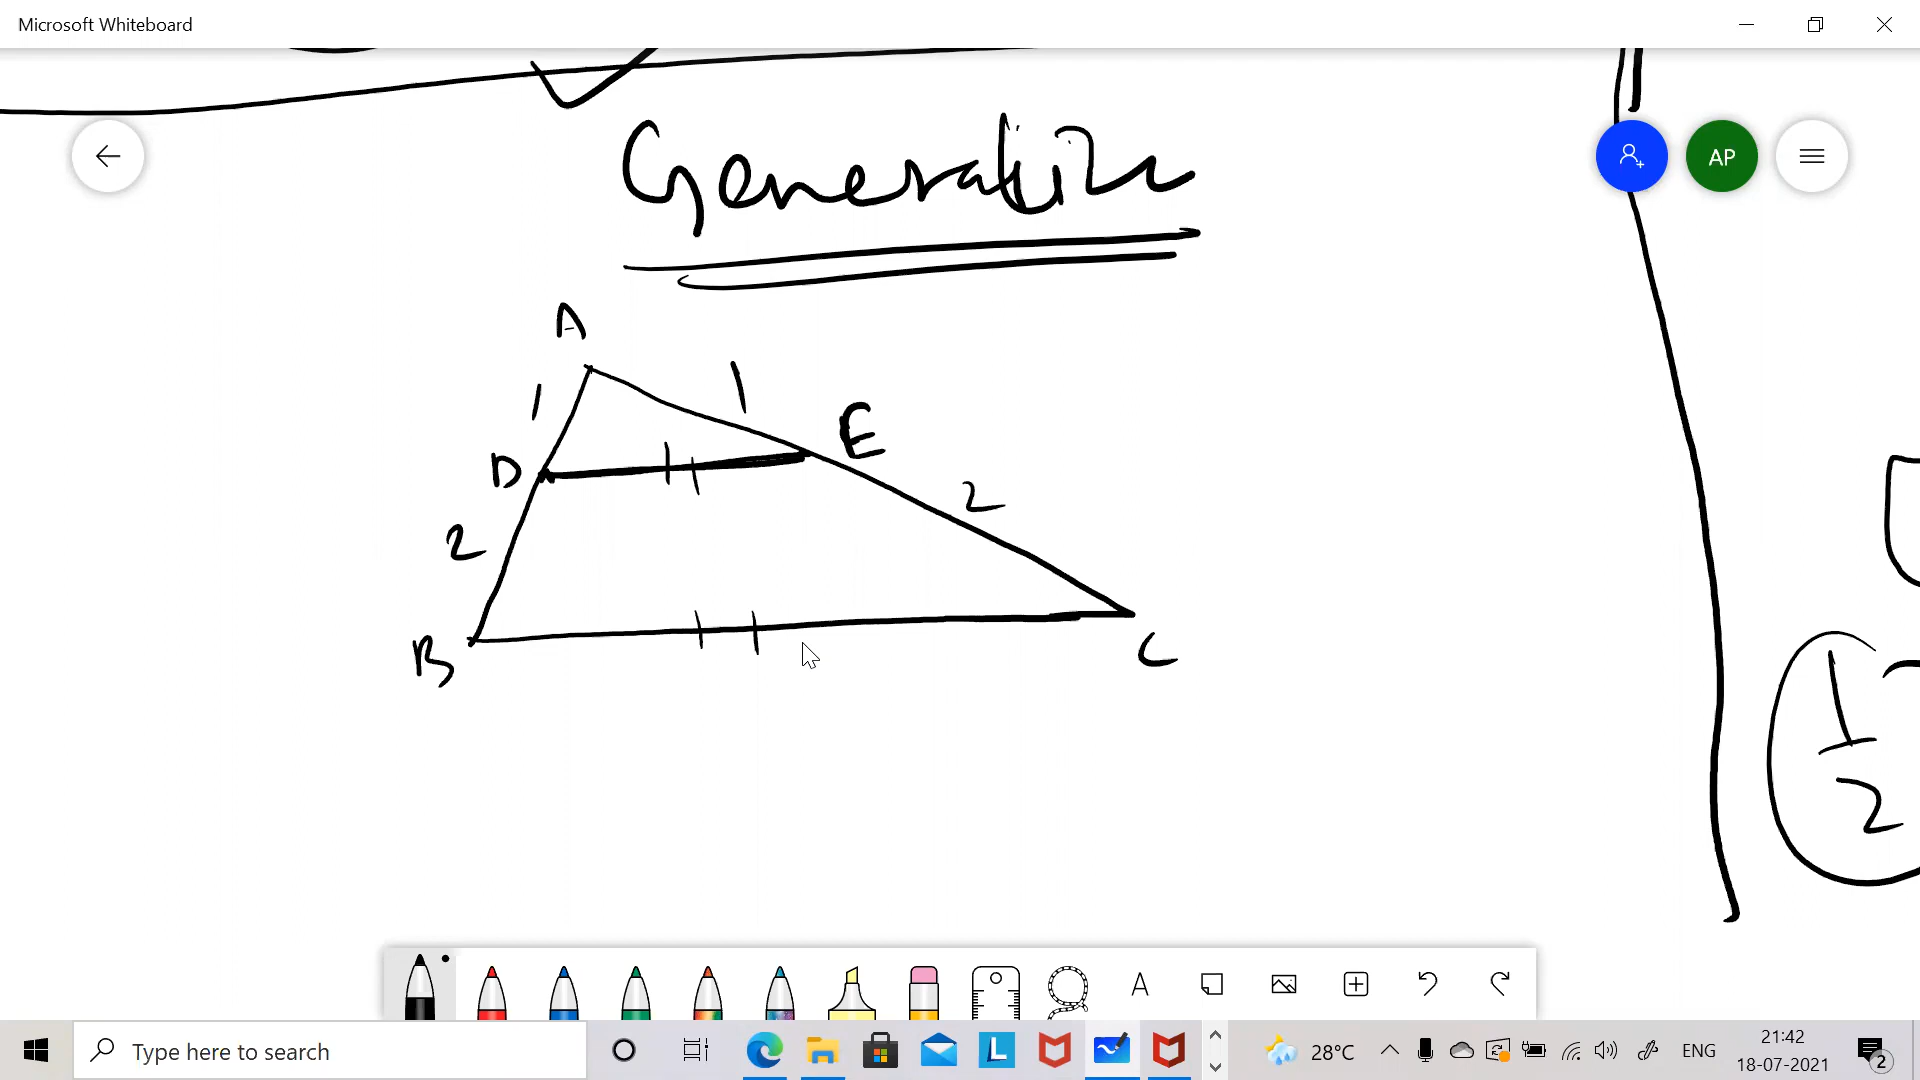 Microsoft Whiteboard
Generalize
AP
A
1
1
E
D
2
2
B
C
1
2
A
Type here to search
L
28°C
ENG
21:42
18-07-2021
2